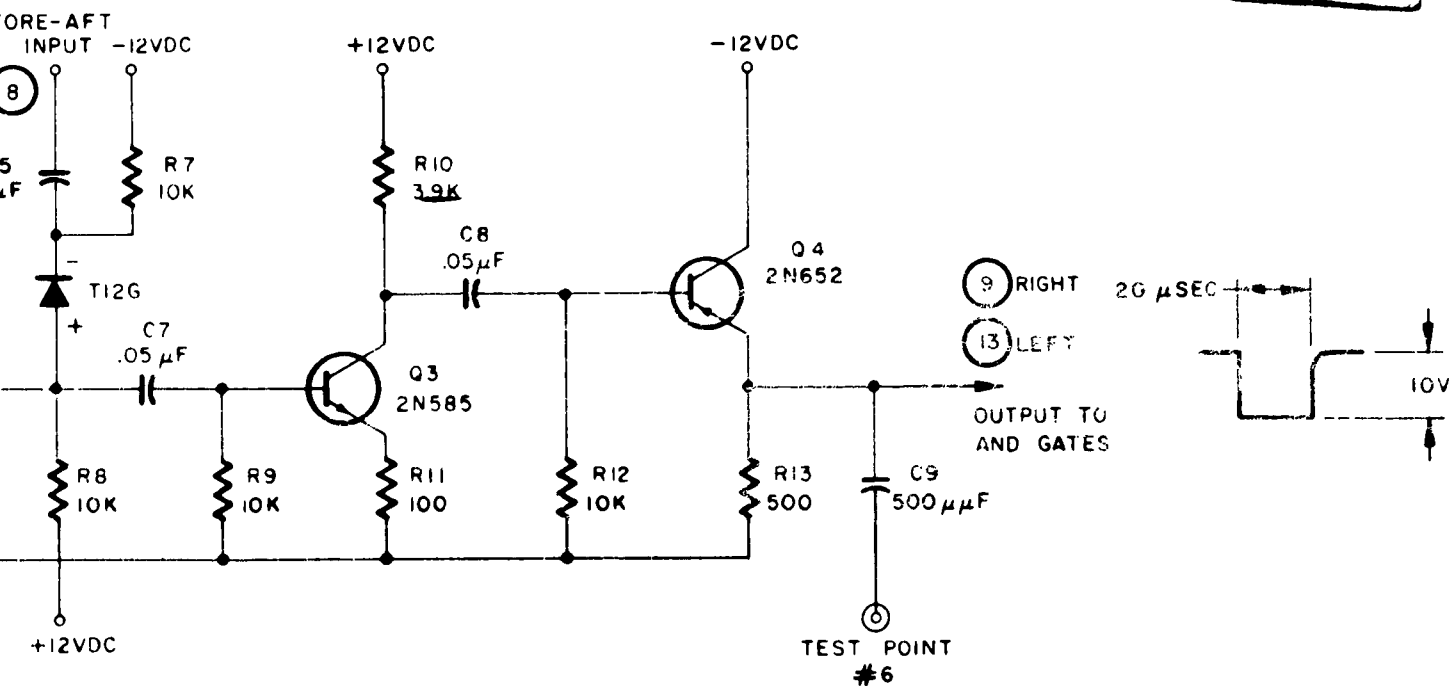 FORE-AFT
INPUT
-12VDC
+12VDC
-12VDC
8
5
μF
R7
10K
R10
3.9K
C8
.05μF
Q4
2N652
9 RIGHT
13 LEFT
20 μSEC
10V
-
T12G
+
C7
.05μF
Q3
2N585
OUTPUT TO
AND GATES
R8
10K
R9
10K
R11
100
R12
10K
R13
500
C9
500μμF
+12VDC
TEST POINT
#6